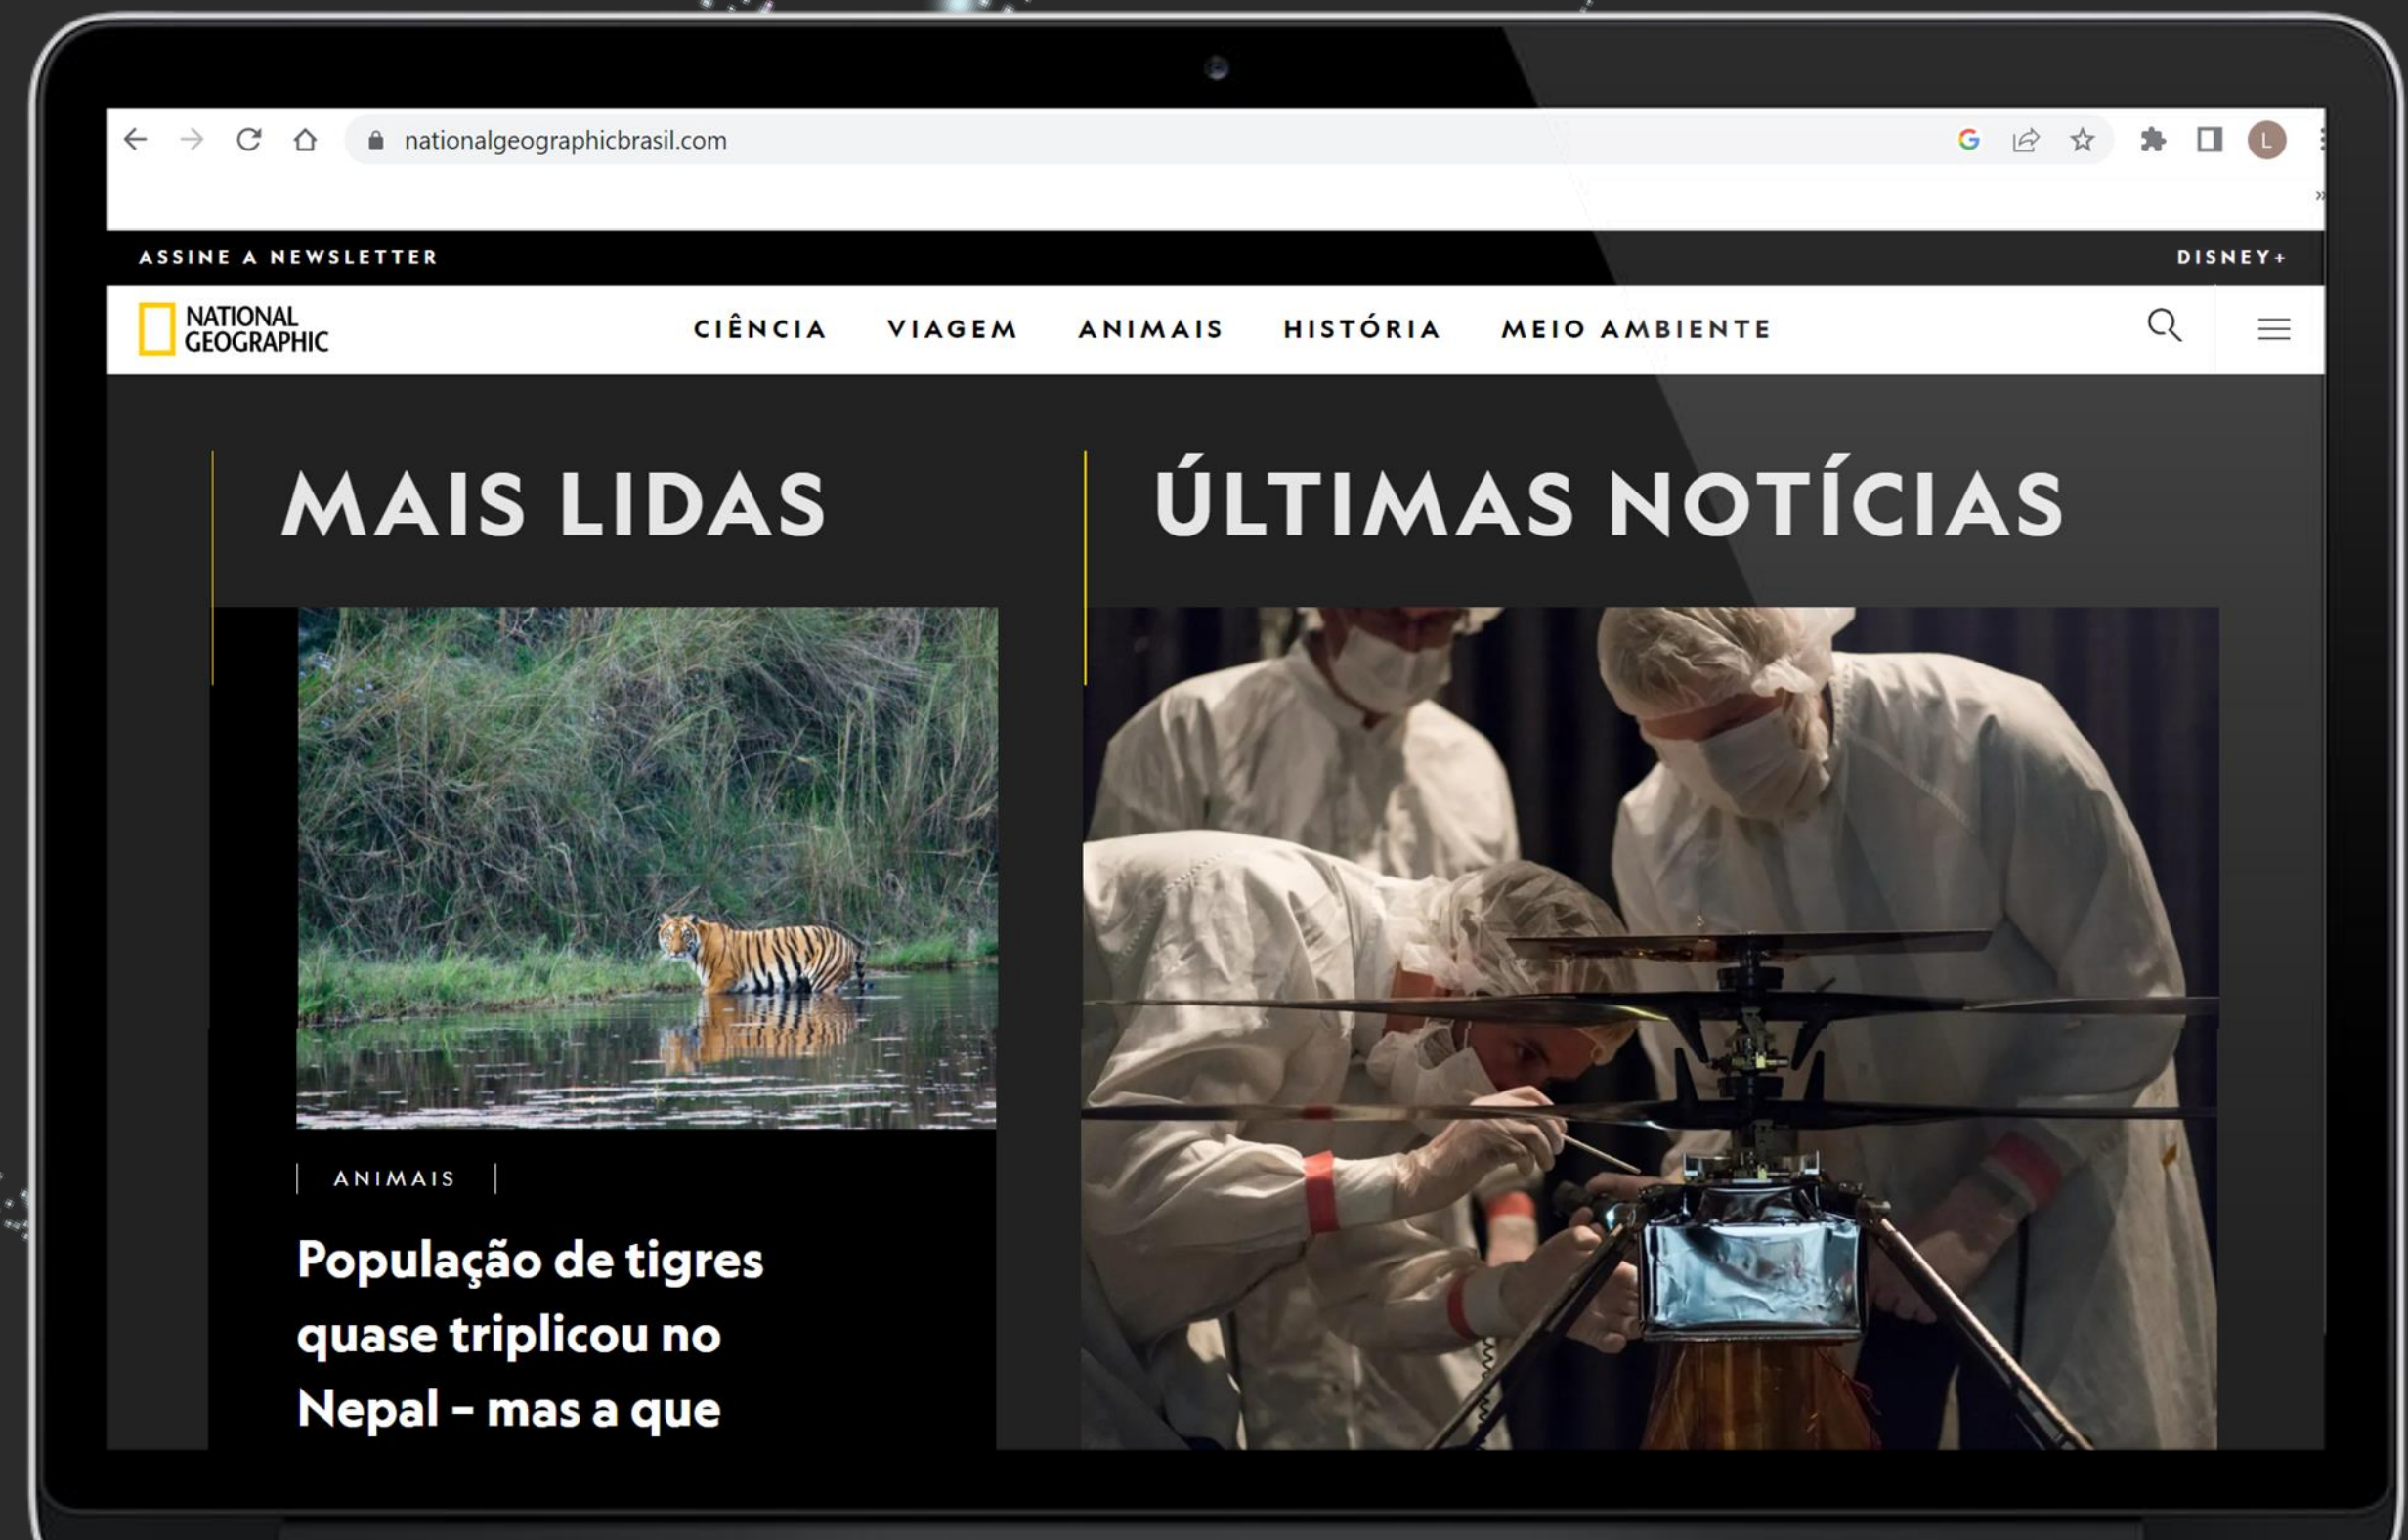 nationalgeographicbrasil.com
L
ASSINE A NEWSLETTER
DISNEY+
NATIONAL
GEOGRAPHIC
CIÊNCIA VIAGEM ANIMAIS HISTÓRIA MEIO AMBIENTE
MAIS LIDAS
ÚLTIMAS NOTÍCIAS
ANIMAIS
População de tigres
quase triplicou no
Nepal – mas a que